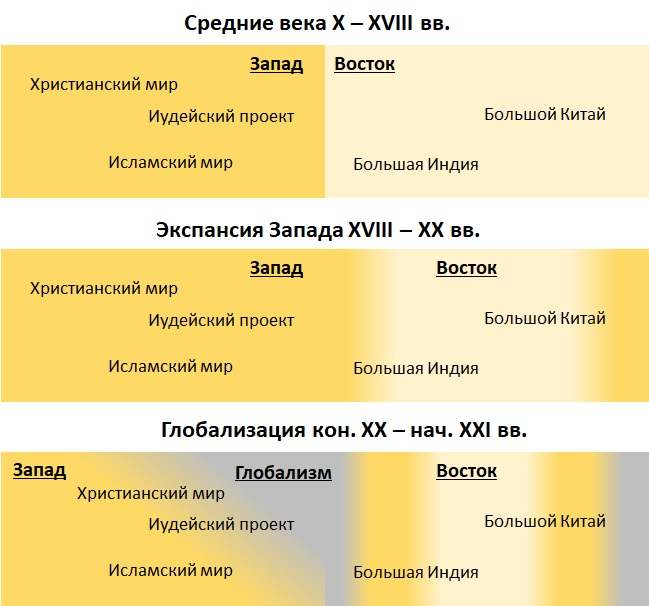 Средние века X – XVIII вв.
Запад Восток
Христианский мир
Иудейский проект Большой Китай
Исламский мир Большая Индия
Экспансия Запада XVIII – XX вв.
Запад Восток
Христианский мир
Иудейский проект Большой Китай
Исламский мир Большая Индия
Глобализация кон. XX – нач. XXI вв.
Запад Глобализм Восток
Христианский мир
Иудейский проект Большой Китай
Исламский мир Большая Индия